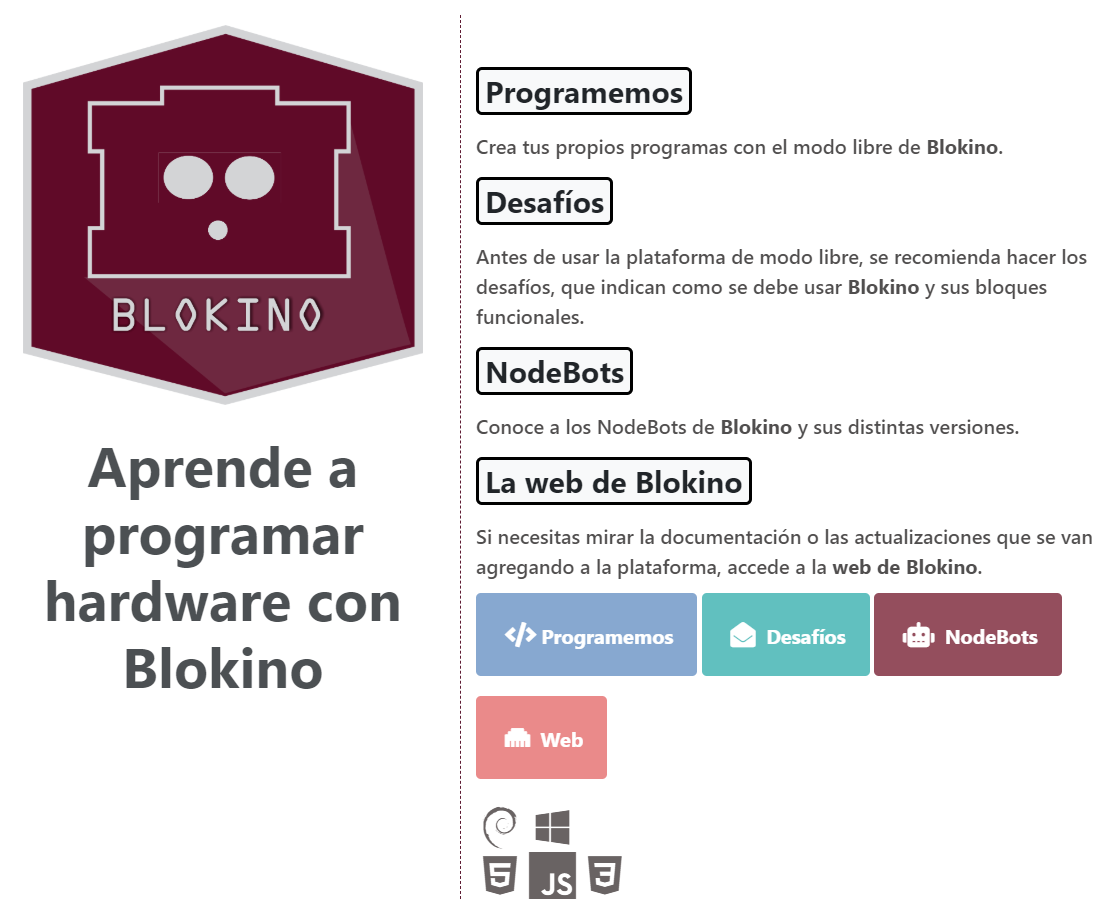 BLOKINO
Aprende a
programar
hardware con
Blokino
Programemos
Crea tus propios programas con el modo libre de Blokino.
Desafíos
Antes de usar la plataforma de modo libre, se recomienda hacer los
desafíos, que indican como se debe usar Blokino y sus bloques
funcionales.
NodeBots
Conoce a los NodeBots de Blokino y sus distintas versiones.
La web de Blokino
Si necesitas mirar la documentación o las actualizaciones que se van
agregando a la plataforma, accede a la web de Blokino.
</> Programemos
Desafíos
NodeBots
Web
5 JS 3